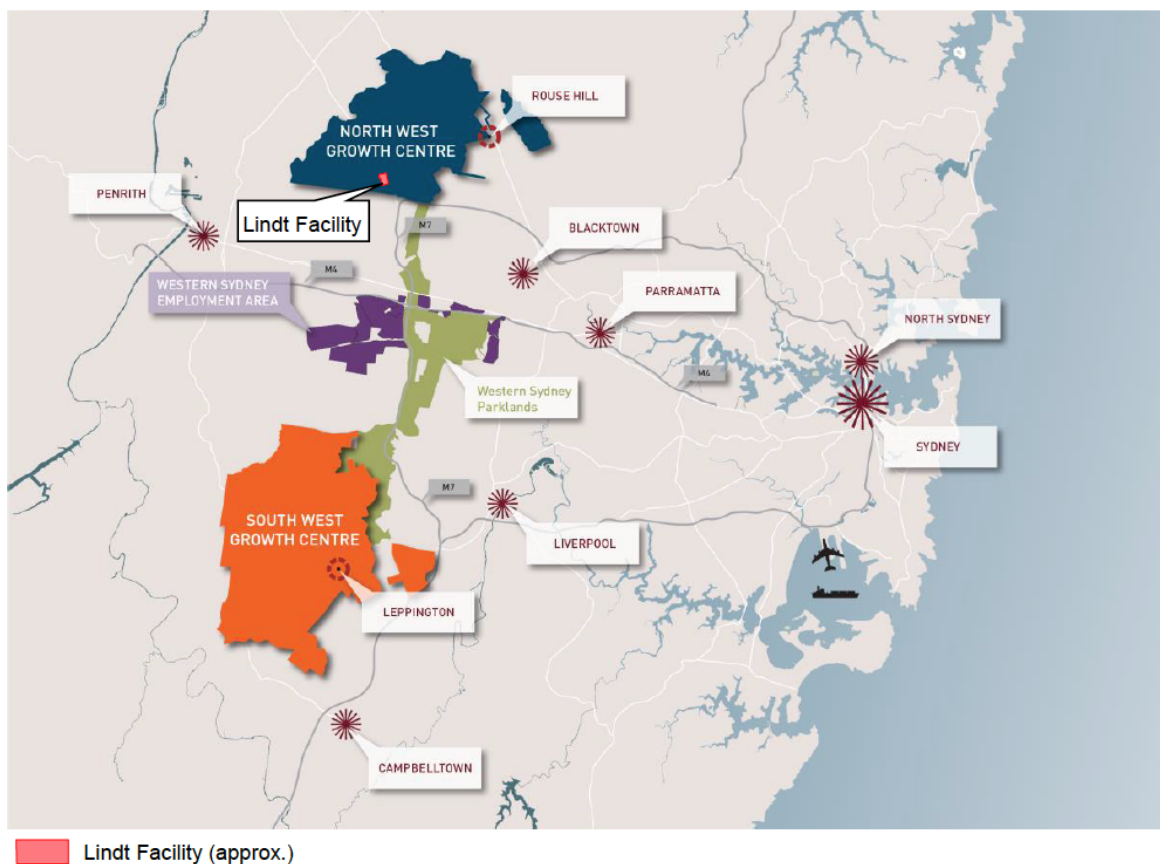 ROUSE HILL
NORTH WEST
GROWTH CENTRE
PENRITH
Lindt Facility
M7
BLACKTOWN
M4
WESTERN SYDNEY
EMPLOYMENT AREA
PARRAMATTA
NORTH SYDNEY
Western Sydney
Parklands
SYDNEY
M7
SOUTH WEST
GROWTH CENTRE
LIVERPOOL
LEPPINGTON
CAMPBELLTOWN
Lindt Facility (approx.)